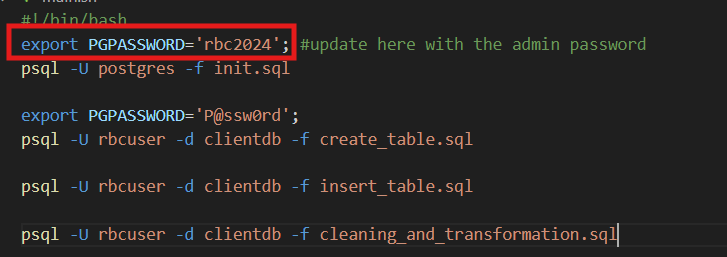 #!/bin/bash
export PGPASSWORD='rbc2024'; #update here with the admin password
psql -U postgres -f init.sql
export PGPASSWORD='P@ssw0rd';
psql -U rbcuser -d clientdb -f create_table.sql
psql -U rbcuser -d clientdb -f insert_table.sql
psql -U rbcuser -d clientdb -f cleaning_and_transformation.sql